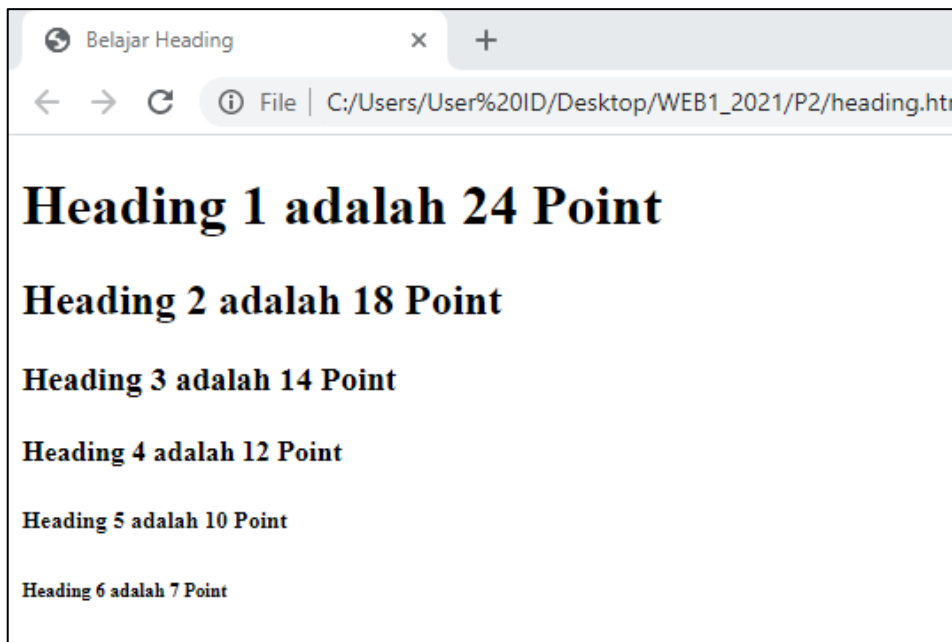 Belajar Heading
File | C:/Users/User%20ID/Desktop/WEB1_2021/P2/heading.htm
Heading 1 adalah 24 Point
Heading 2 adalah 18 Point
Heading 3 adalah 14 Point
Heading 4 adalah 12 Point
Heading 5 adalah 10 Point
Heading 6 adalah 7 Point